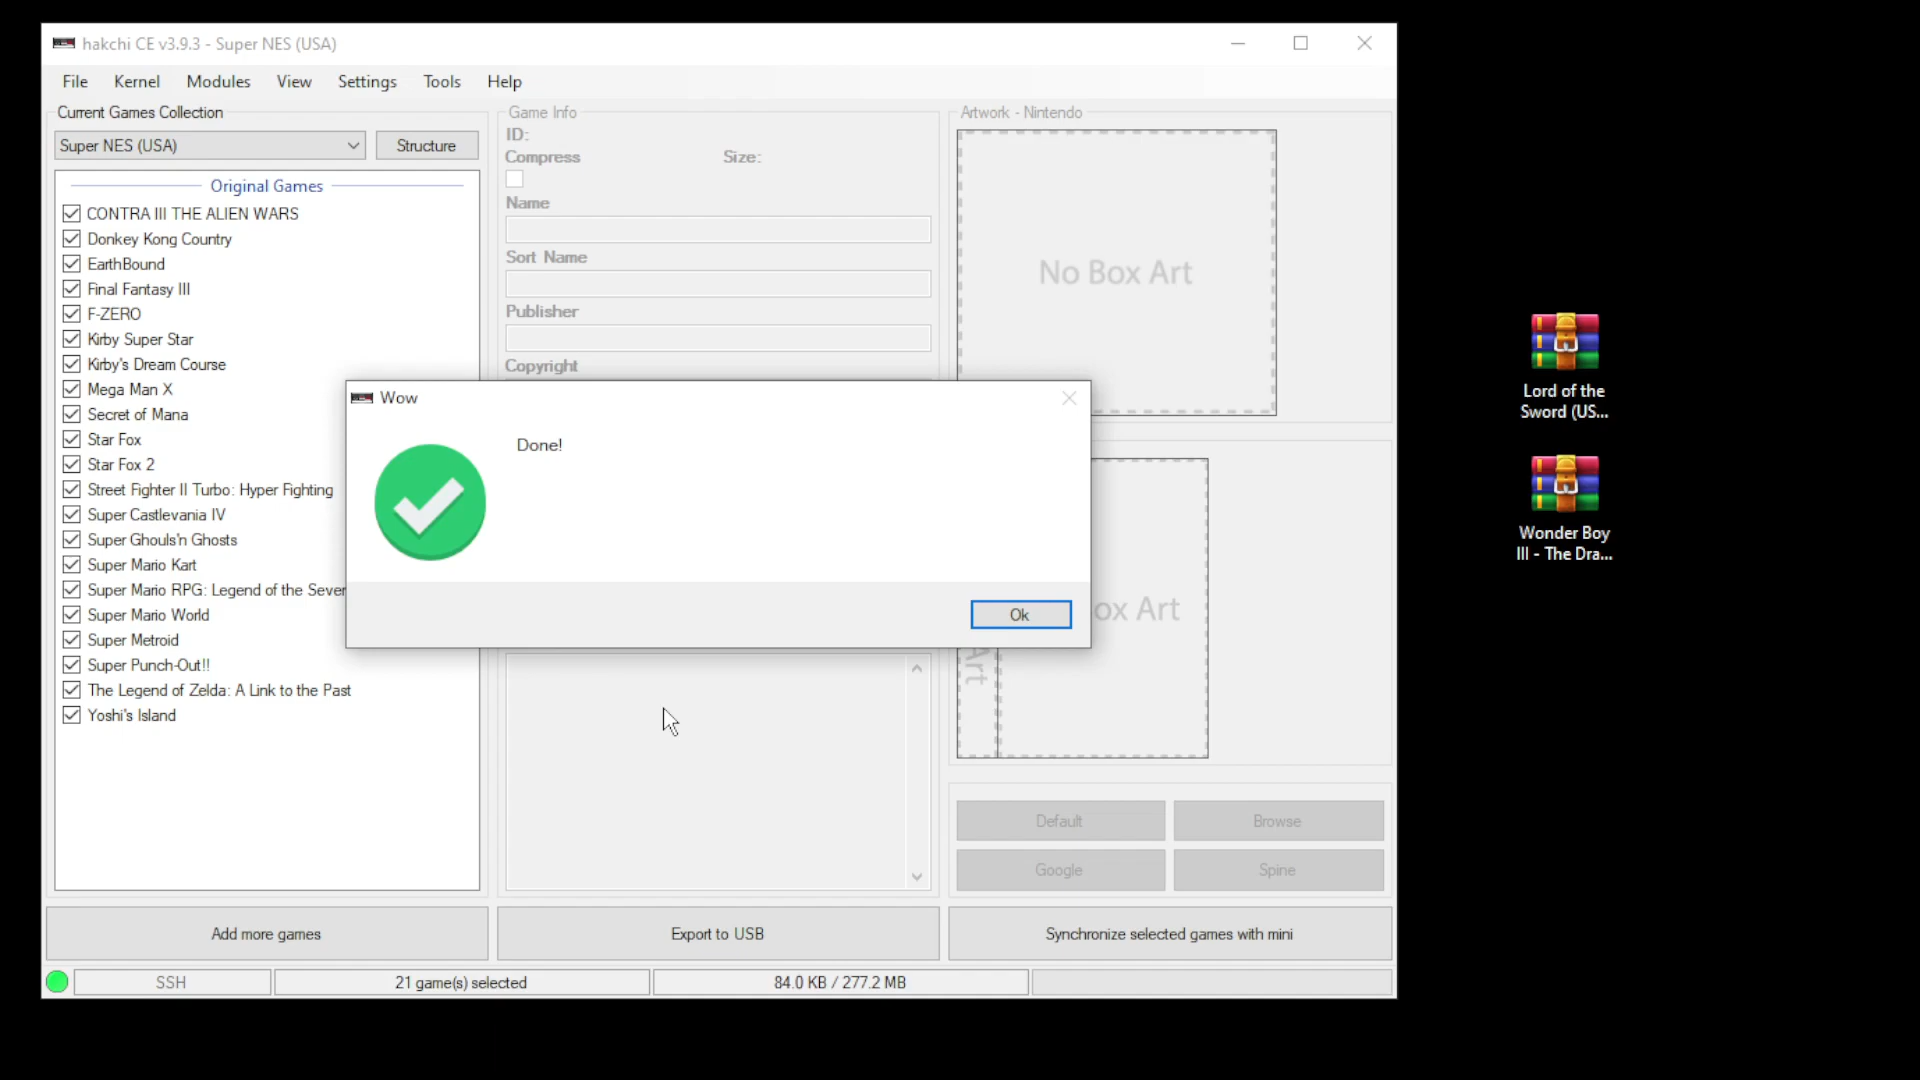 hakchi CE v3.9.3 - Super NES (USA)
File Kernel Modules View Settings Tools Help
Current Games Collection
Super NES (USA)
Structure
Original Games
CONTRA III THE ALIEN WARS
Donkey Kong Country
EarthBound
Final Fantasy III
F-ZERO
Kirby Super Star
Kirby's Dream Course
Mega Man X
Secret of Mana
Star Fox
Star Fox 2
Street Fighter II Turbo: Hyper Fighting
Super Castlevania IV
Super Ghouls'n Ghosts
Super Mario Kart
Super Mario RPG: Legend of the Sever
Super Mario World
Super Metroid
Super Punch-Out!!
The Legend of Zelda: A Link to the Past
Yoshi's Island
Game Info
ID:
Compress Size:
Name
Sort Name
Publisher
Copyright
Artwork - Nintendo
No Box Art
Wow
Done!
Ok
ox Art
Art
Default
Browse
Google
Spine
Add more games
Export to USB
Synchronize selected games with mini
SSH
21 game(s) selected
84.0 KB / 277.2 MB
Lord of the
Sword (US...
Wonder Boy
III - The Dra...